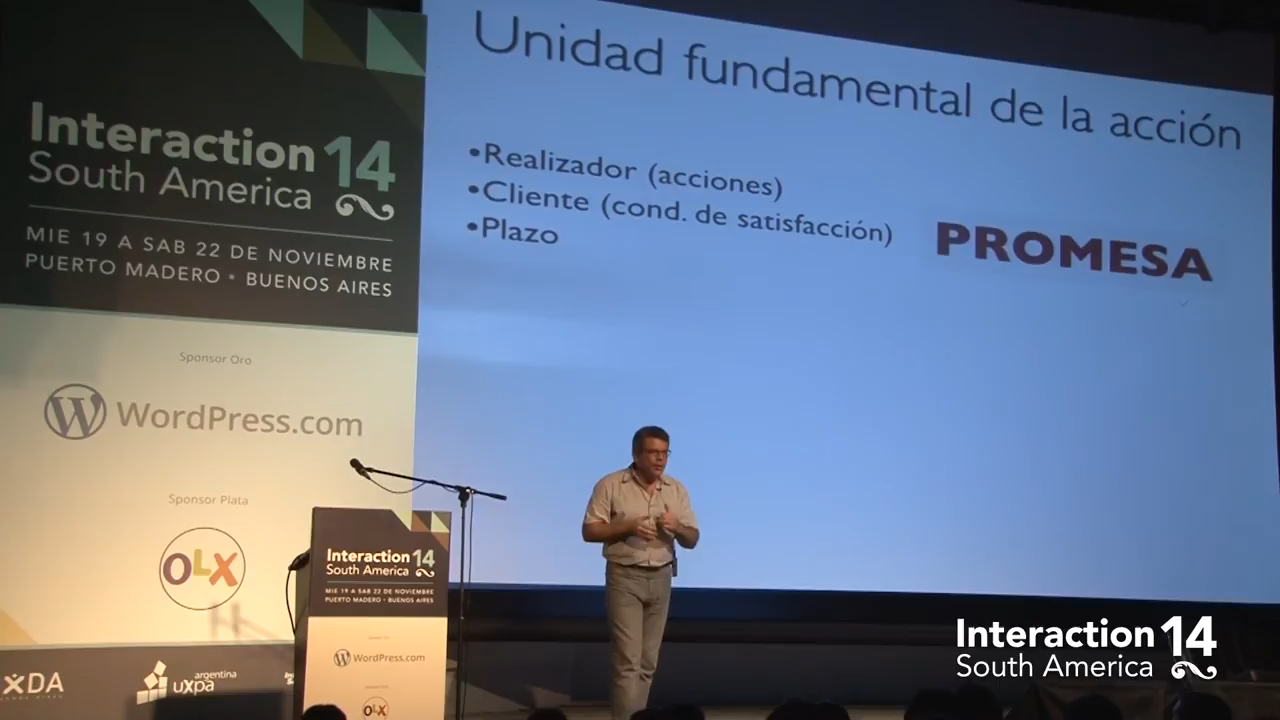 Interaction 14
South America
MIE 19 A SAB 22 DE NOVIEMBRE
PUERTO MADERO • BUENOS AIRES
Sponsor Oro
WordPress.com
Sponsor Plata
OLX
xDA
argentina
uxpa
Unidad fundamental de la acción
•Realizador (acciones)
•Cliente (cond. de satisfacción)
•Plazo
PROMESA
Interaction 14
South America
MIE 19 A SAB 22 DE NOVIEMBRE
PUERTO MADERO • BUENOS AIRES
WordPress.com
OLX
Interaction 14
South America